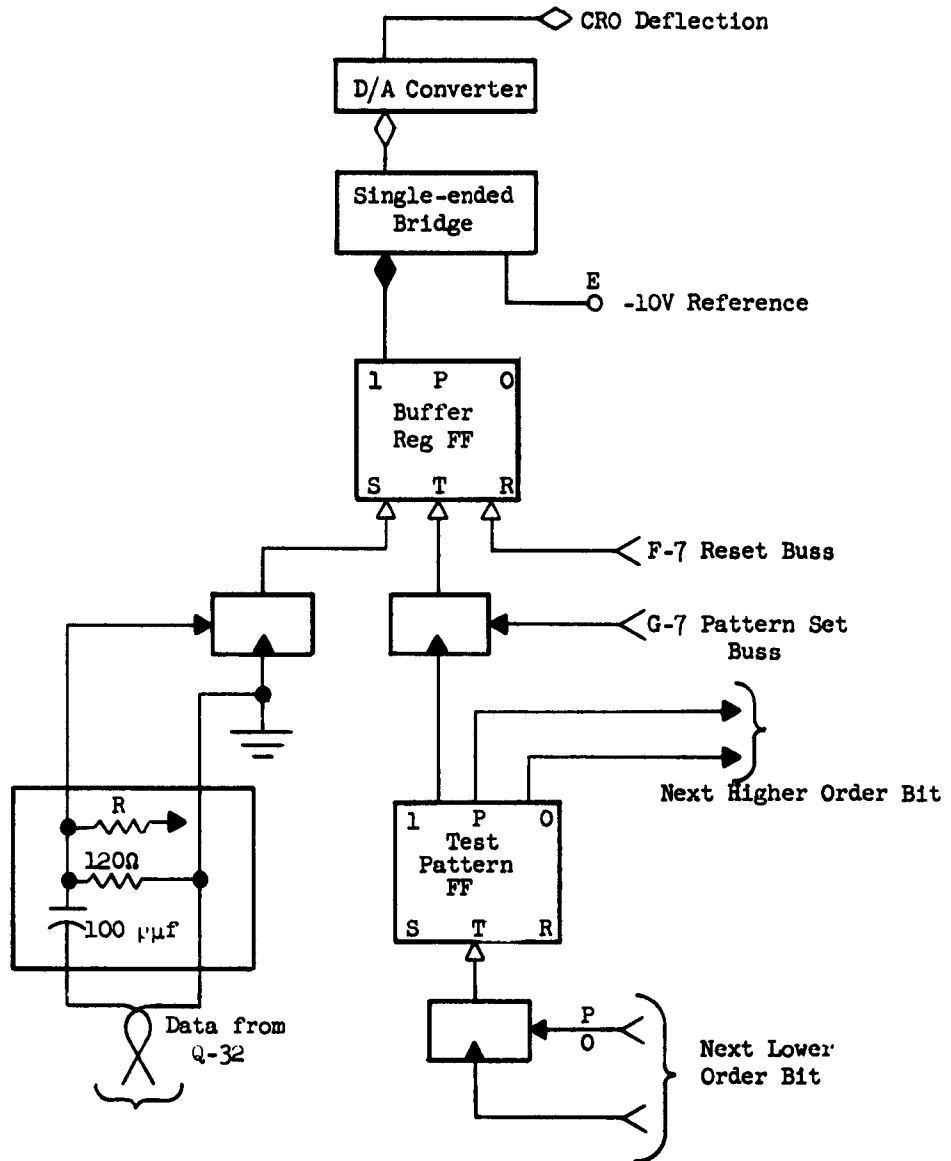 CRO Deflection
D/A Converter
Single-ended
Bridge
E
-10V Reference
1 P 0
Buffer
Reg FF
S T R
F-7 Reset Buss
G-7 Pattern Set
Buss
Next Higher Order Bit
R
120Ω
100 μμf
Data from
Q-32
1 P 0
Test
Pattern
FF
S T R
P
O
Next Lower
Order Bit